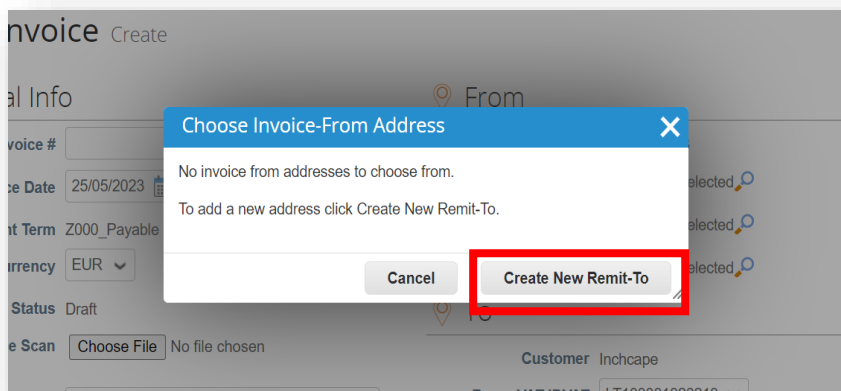 nvoice Create
al Info
From
Choose Invoice-From Address
No invoice from addresses to choose from.
To add a new address click Create New Remit-To.
Cancel
Create New Remit-To
voice #
ce Date 25/05/2023
elected
nt Term Z000_Payable
elected
urrency EUR
elected
Status Draft
e Scan Choose File No file chosen
Customer Inchcape